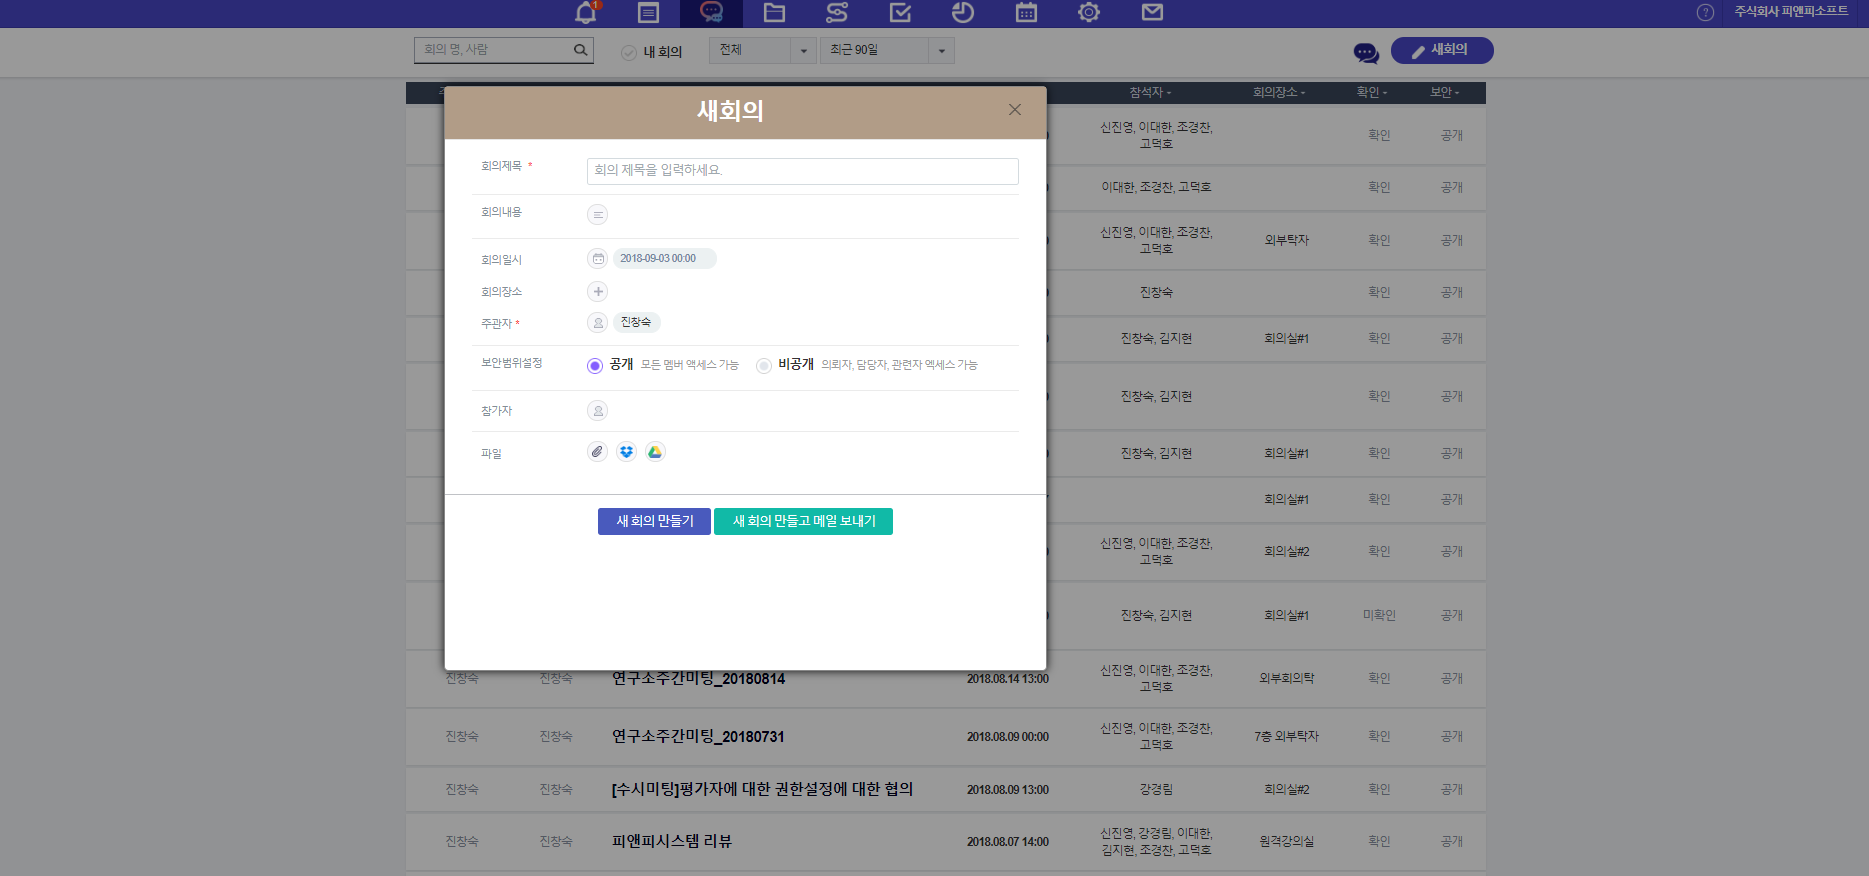 1
? 주식회사 피앤피소프트
회의 명, 사람 내 회의 전체 최근 90일 새회의
참석자 회의장소 확인 보안
새회의
회의제목 *
회의 제목을 입력하세요.
회의내용
회의일시 2018-09-03 00:00
회의장소
주관자 * 진창숙
보안범위설정 공개 모든 멤버 액세스 가능 비공개 의뢰자, 담당자, 관련자 엑세스 가능
참가자
파일
새 회의 만들기 새 회의 만들고 메일 보내기
신진영, 이대한, 조경찬,
고덕호
확인 공개
이대한, 조경찬, 고덕호 확인 공개
신진영, 이대한, 조경찬,
고덕호
외부탁자 확인 공개
진창숙 확인 공개
진창숙, 김지현 회의실#1 확인 공개
진창숙, 김지현 확인 공개
진창숙, 김지현 회의실#1 확인 공개
회의실#1 확인 공개
신진영, 이대한, 조경찬,
고덕호
회의실#2 확인 공개
진창숙, 김지현 회의실#1 미확인 공개
진창숙 진창숙 연구소주간미팅_20180814 2018.08.14 13:00 신진영, 이대한, 조경찬,
고덕호
외부회의탁 확인 공개
진창숙 진창숙 연구소주간미팅_20180731 2018.08.09 00:00 신진영, 이대한, 조경찬,
고덕호
7층 외부탁자 확인 공개
진창숙 진창숙 [수시미팅]평가자에 대한 권한설정에 대한 협의 2018.08.09 13:00 강경림 회의실#2 확인 공개
진창숙 진창숙 피앤피시스템 리뷰 2018.08.07 14:00 신진영, 강경림, 이대한,
김지현, 조경찬, 고덕호
원격강의실 확인 공개